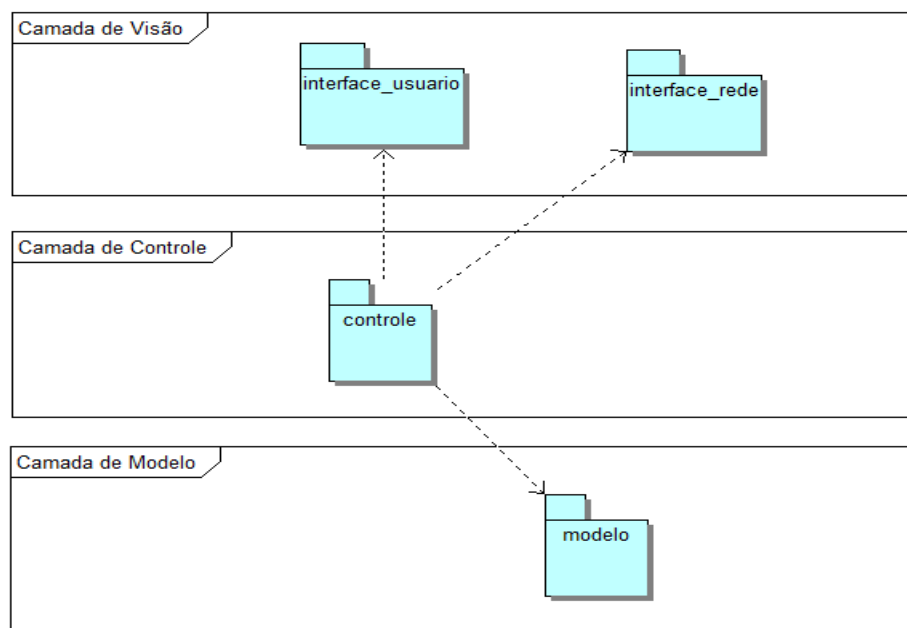 Camada de Visão
interface_usuario
interface_rede
Camada de Controle
controle
Camada de Modelo
modelo